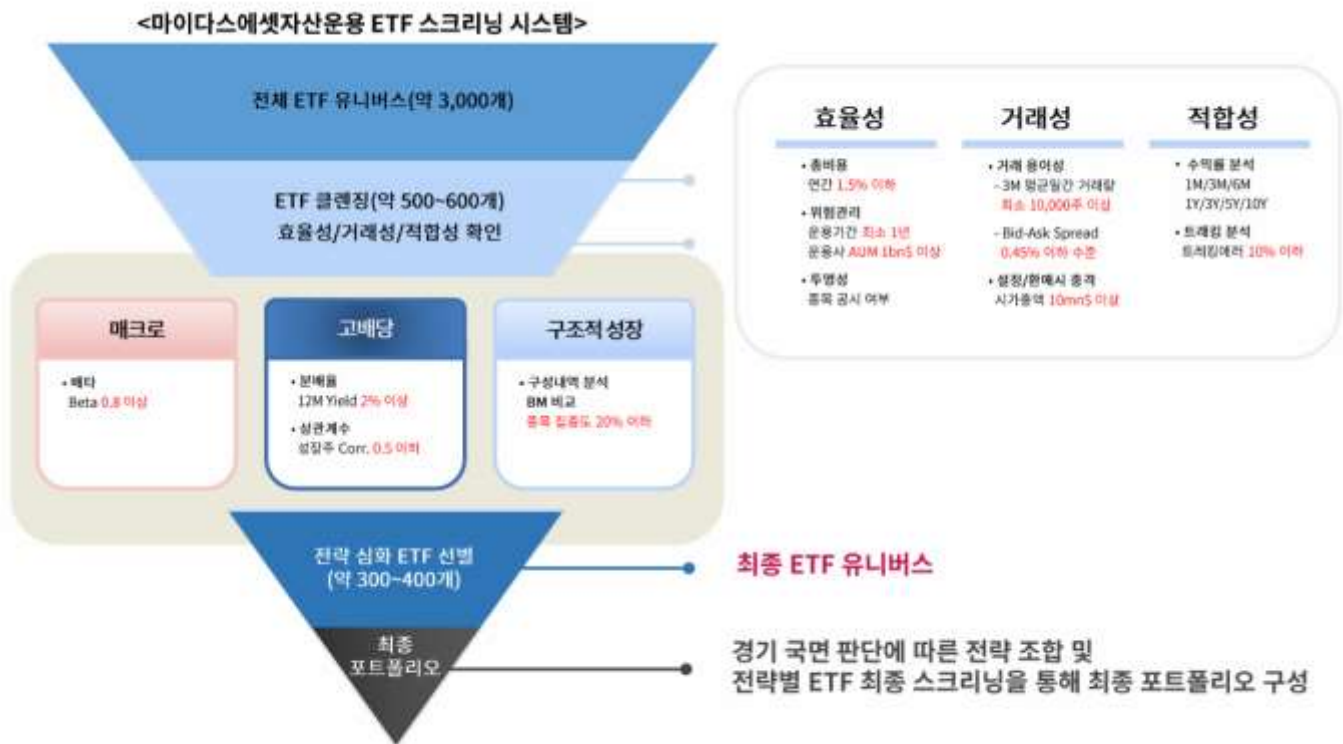 <마이다스에셋자산운용 ETF 스크리닝 시스템>
전체 ETF 유니버스(약 3,000개)
ETF 클렌징(약 500~600개)
효율성/거래성/적합성 확인
효율성
• 총비용
연간 1.5% 이하
• 위험관리
운용기간 최소 1년
운용사 AUM 1bn$ 이상
• 투명성
종목 공시 여부
거래성
• 거래 용이성
- 3M 평균일간 거래량
최소 10,000주 이상
- Bid-Ask Spread
0.45% 이하 수준
• 설정/환매시 충격
시가총액 10mn$ 이상
적합성
• 수익률 분석
1M/3M/6M
1Y/3Y/5Y/10Y
• 트래킹 분석
트레킹에러 10% 이하
매크로
• 베타
Beta 0.8 이상
고배당
• 분배율
12M Yield 2% 이상
• 상관계수
성장주 Corr. 0.5 이하
구조적 성장
• 구성내역 분석
BM 비교
종목 집중도 20% 이하
전략 심화 ETF 선별
(약 300~400개)
최종 ETF 유니버스
최종
포트폴리오
경기 국면 판단에 따른 전략 조합 및
전략별 ETF 최종 스크리닝을 통해 최종 포트폴리오 구성